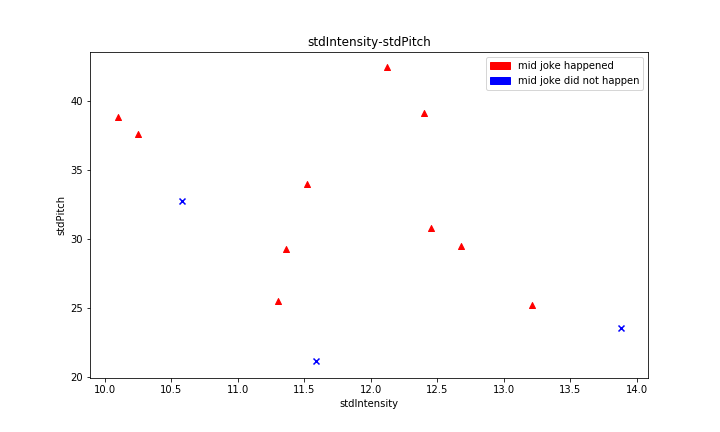 stdIntensity-stdPitch
mid joke happened
mid joke did not happen
stdPitch
40
35
30
25
20
10.0 10.5 11.0 11.5 12.0 12.5 13.0 13.5 14.0
stdIntensity